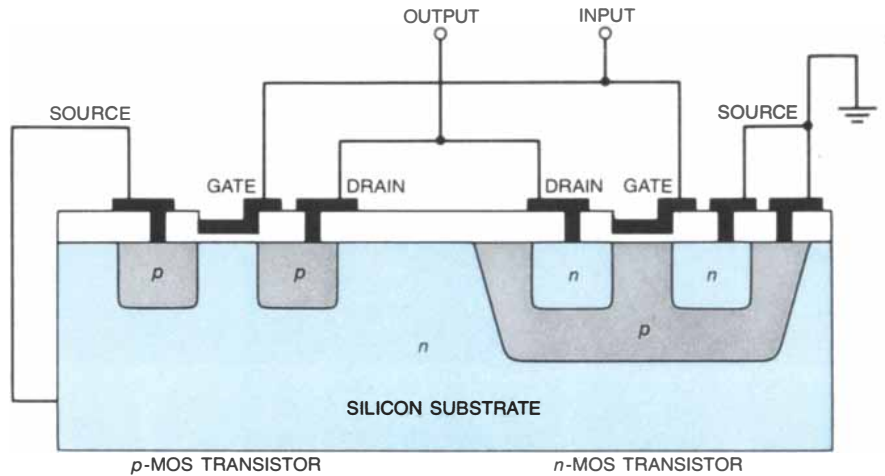 OUTPUT
INPUT
SOURCE
SOURCE
GATE
DRAIN
DRAIN
GATE
p
p
n
n
p
n
SILICON SUBSTRATE
p-MOS TRANSISTOR
n-MOS TRANSISTOR